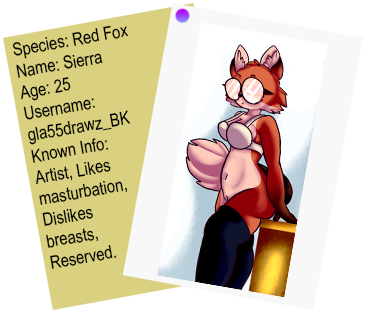 Species: Red Fox
Name: Sierra
Age: 25
Username:
gla55drawz_BK
Known Info:
Artist, Likes
masturbation,
Dislikes
breasts,
Reserved.